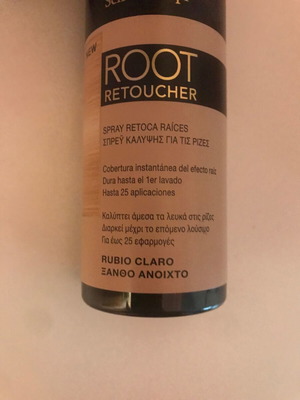 NEW
ROOT
RETOUCHER
SPRAY RETOCA RAÍCES
ΣΠΡΕΫ ΚΑΛΥΨΗΣ ΓΙΑ ΤΙΣ ΡΙΖΕΣ
Cobertura instantánea del efecto raíz
Dura hasta el 1er lavado
Hasta 25 aplicaciones
Καλύπτει άμεσα τα λευκά στις ρίζες
Διαρκεί μέχρι το επόμενο λούσιμο
Για έως 25 εφαρμογές
RUBIO CLARO
ΞΑΝΘΟ ΑΝΟΙΧΤΟ